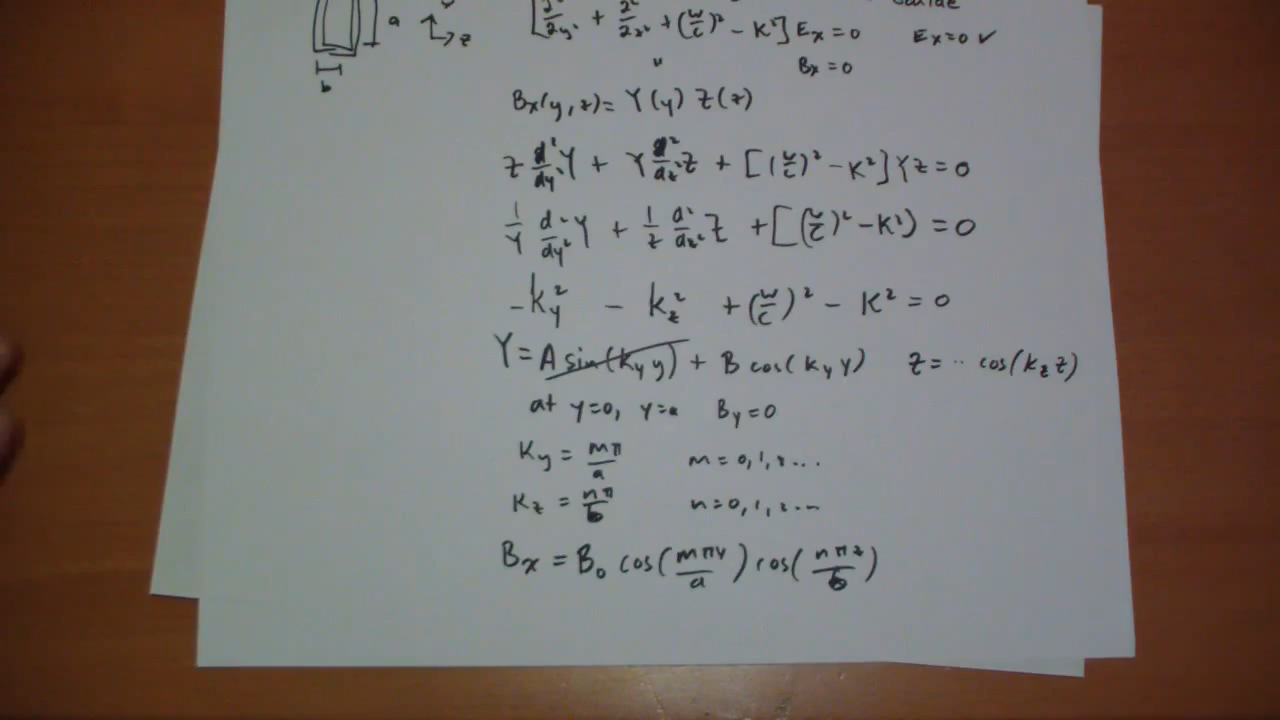 a z [∂²/∂y² + ∂²/∂z² + (ω/c)² - K²] Ex = 0 Ex = 0 ✓
b " Bx = 0
Bx(y, z) = Y(y) Z(z)
Z d²/dy² Y + Y d²/dz² Z + [(ω/c)² - K²] Y Z = 0
1/Y d²/dy² Y + 1/Z d²/dz² Z + [(ω/c)² - K²) = 0
-ky² - kz² + (ω/c)² - K² = 0
Y = A sin(ky y) + B cos(ky y) Z = ·· cos(kz z)
at y=0, y=a By = 0
Ky = mπ/a m = 0, 1, 2 ...
Kz = nπ/b n = 0, 1, 2 ...
Bx = B₀ cos(mπy/a) cos(nπz/b)